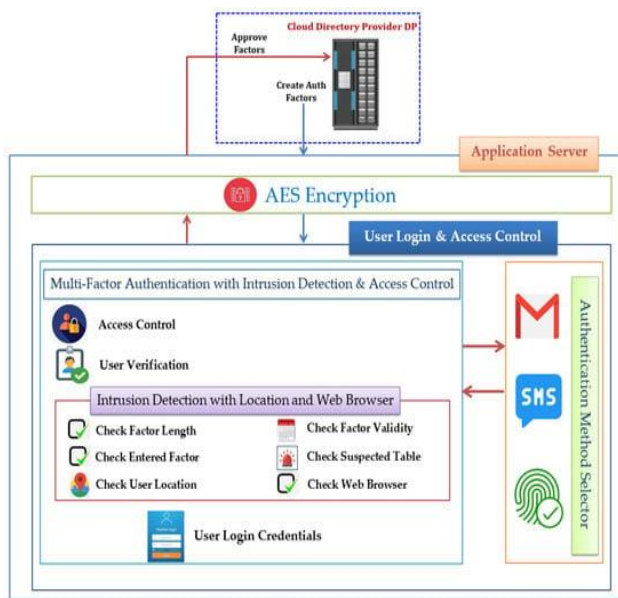 Cloud Directory Provider DP
Approve
Factors
Create Auth
Factors
Application Server
AES Encryption
User Login & Access Control
Multi-Factor Authentication with Intrusion Detection & Access Control
Access Control
User Verification
Intrusion Detection with Location and Web Browser
Check Factor Length
Check Factor Validity
Check Entered Factor
Check Suspected Table
Check User Location
Check Web Browser
User Login Credentials
SMS
Authentication Method Selector